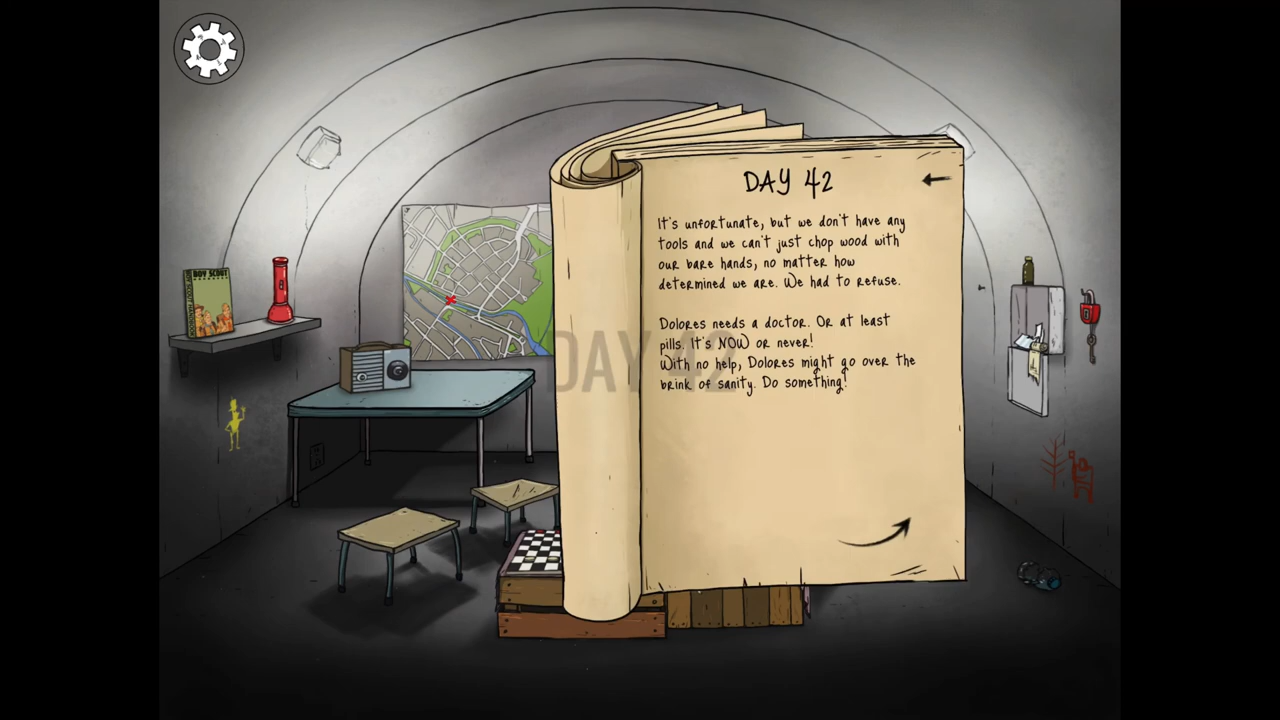 DAY 42
It's unfortunate, but we don't have any
tools and we can't just chop wood with
our bare hands, no matter how
determined we are. We had to refuse.
Dolores needs a doctor. Or at least
pills. It's NOW or never!
With no help, Dolores might go over the
brink of sanity. Do something!
DAY 42
BOY SCOUT